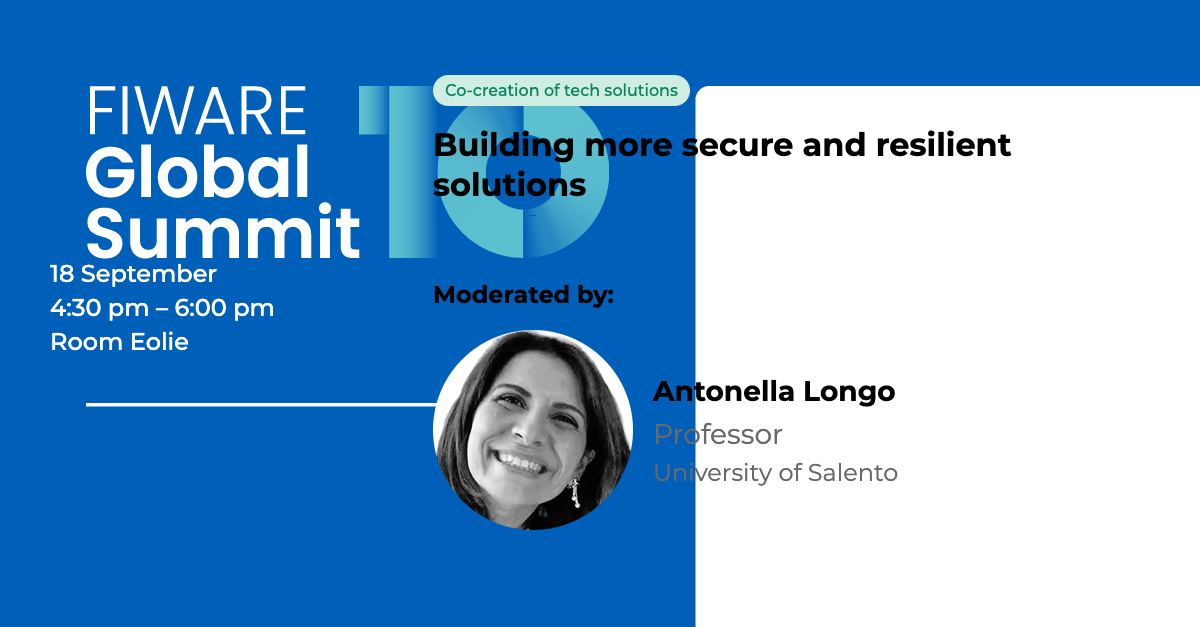 FIWARE
Global
Summit
10
18 September
4:30 pm – 6:00 pm
Room Eolie
Co-creation of tech solutions
Building more secure and resilient
solutions
Moderated by:
Antonella Longo
Professor
University of Salento